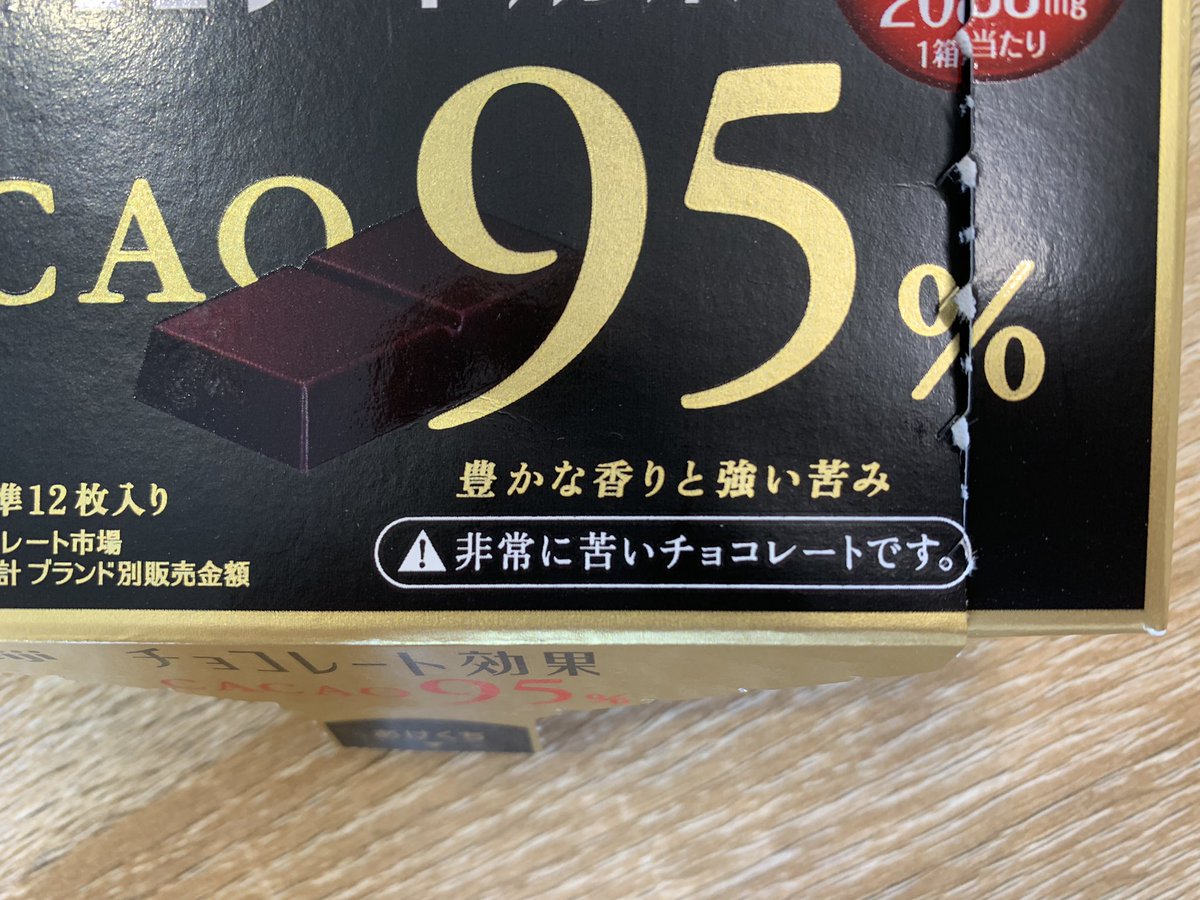 1箱当たり
CACAO 95%
豊かな香りと強い苦み
準12枚入り
レート市場
計 ブランド別販売金額
⚠非常に苦いチョコレートです。
チョコレート効果
CACAO95%